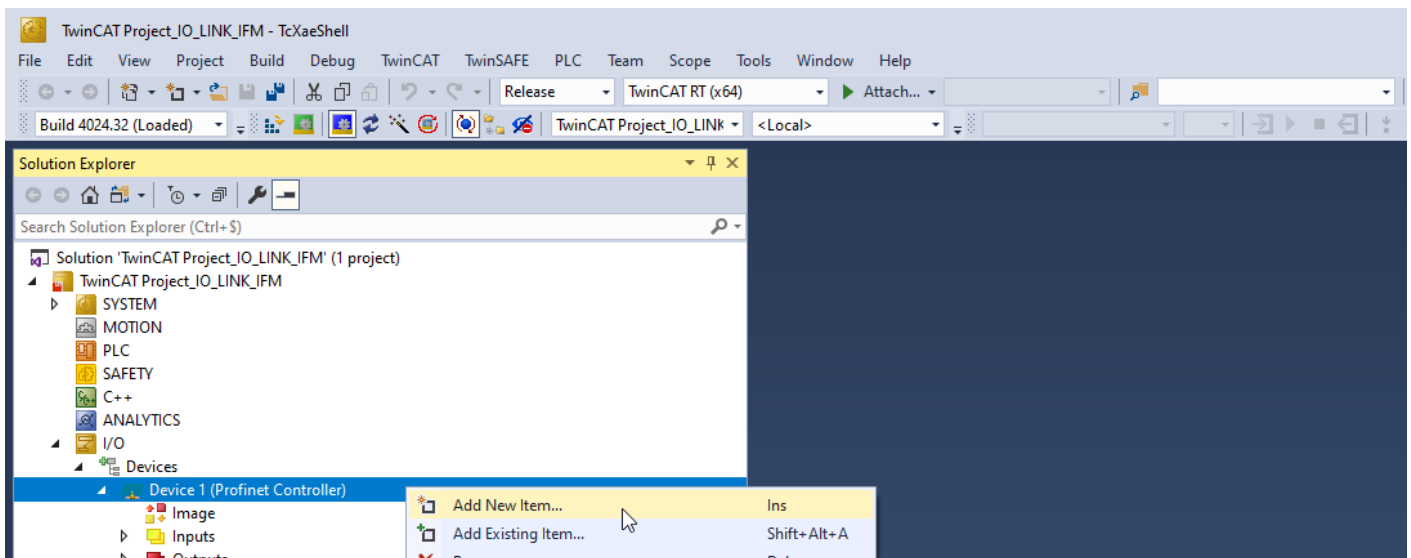 TwinCAT Project_IO_LINK_IFM - TcXaeShell
File Edit View Project Build Debug TwinCAT TwinSAFE PLC Team Scope Tools Window Help
Release TwinCAT RT (x64) Attach...
Build 4024.32 (Loaded) TwinCAT Project_IO_LINK <Local>
Solution Explorer
Search Solution Explorer (Ctrl+$)
Solution 'TwinCAT Project_IO_LINK_IFM' (1 project)
TwinCAT Project_IO_LINK_IFM
SYSTEM
MOTION
PLC
SAFETY
C++
ANALYTICS
I/O
Devices
Device 1 (Profinet Controller)
Add New Item... Ins
Image
Inputs
Add Existing Item... Shift+Alt+A